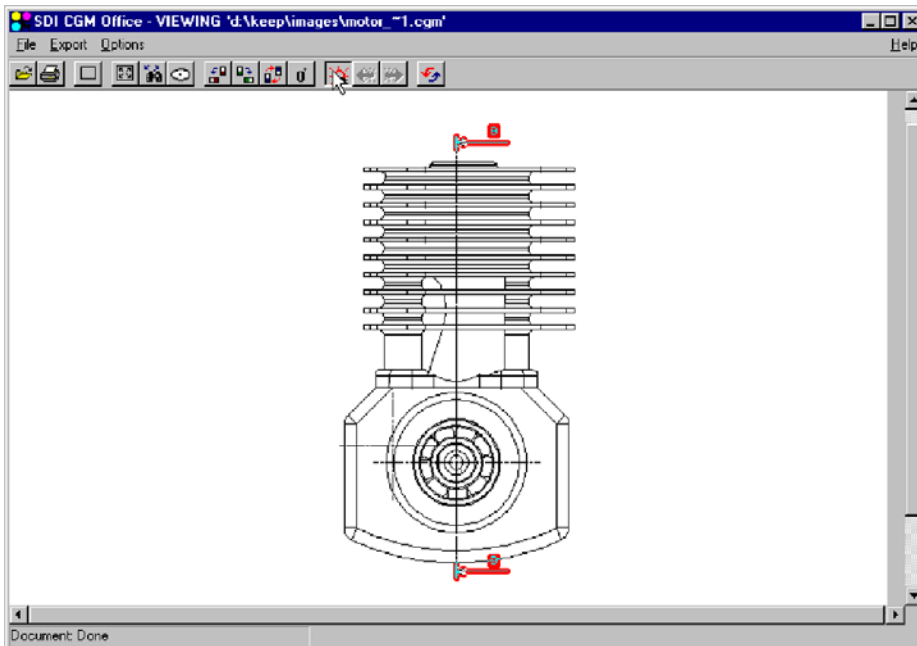 SDI CGM Office - VIEWING 'd:\keep\images\motor_~1.cgm'
File Export Options Help
Document: Done